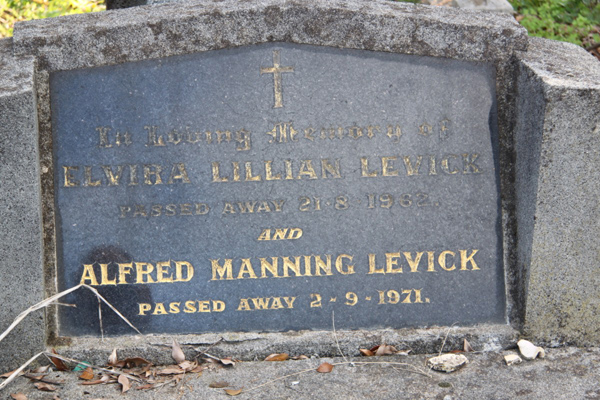 In Loving Memory of
ELVIRA LILLIAN LEVICK
PASSED AWAY 21-8-1962
AND
ALFRED MANNING LEVICK
PASSED AWAY 2-9-1971.